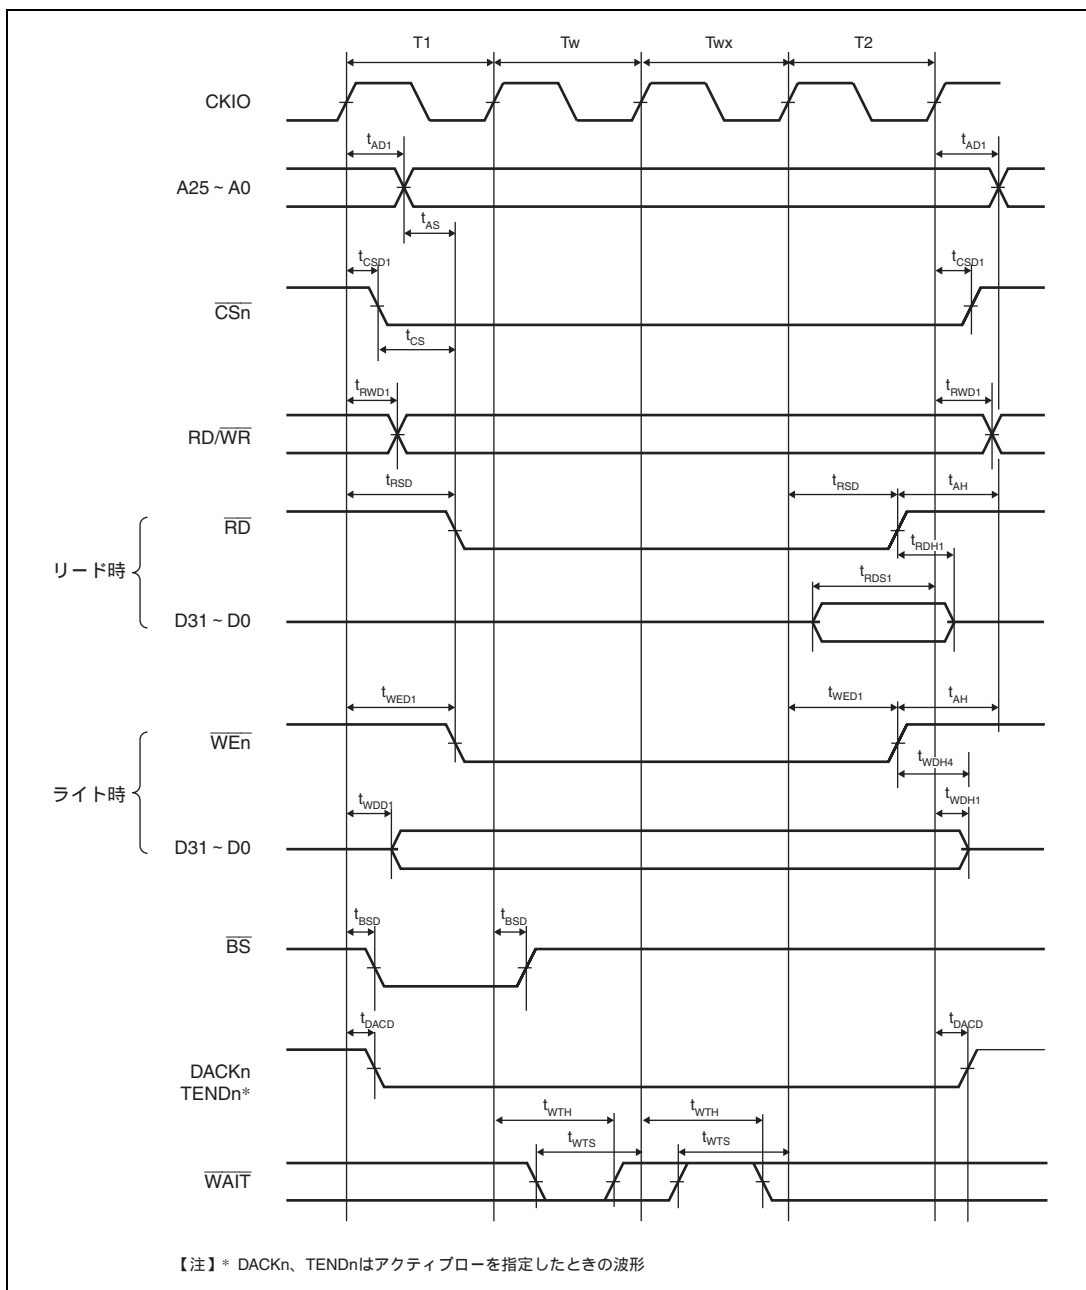 T1 Tw Twx T2
CKIO
tAD1 tAD1
A25 ~ A0
tAS
tCSD1 tCSD1
CSn
tCS
tRWD1 tRWD1
RD/WR
tRSD tRSD tAH
RD
tRDH1
リード時
tRDS1
D31 ~ D0
tWED1 tWED1 tAH
WEn
tWDH4
ライト時
tWDD1 tWDH1
D31 ~ D0
tBSD tBSD
BS
tDACD tDACD
DACKn
TENDn*
tWTH tWTH
tWTS tWTS
WAIT
【注】* DACKn、TENDnはアクティブローを指定したときの波形